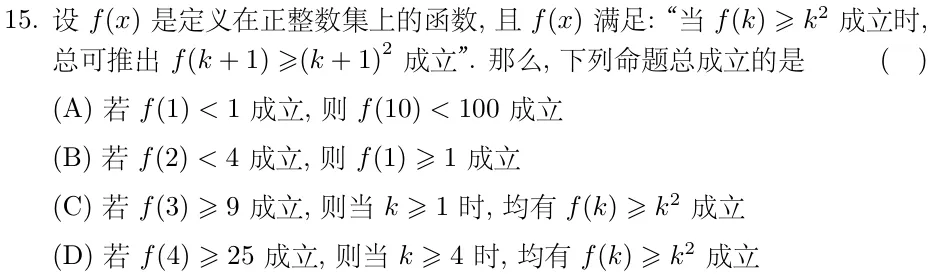 15. 设 f(x) 是定义在正整数集上的函数, 且 f(x) 满足: “当 f(k) ⩾ k² 成立时,
总可推出 f(k + 1) ⩾(k + 1)² 成立”. 那么, 下列命题总成立的是 ( )
(A) 若 f(1) < 1 成立, 则 f(10) < 100 成立
(B) 若 f(2) < 4 成立, 则 f(1) ⩾ 1 成立
(C) 若 f(3) ⩾ 9 成立, 则当 k ⩾ 1 时, 均有 f(k) ⩾ k² 成立
(D) 若 f(4) ⩾ 25 成立, 则当 k ⩾ 4 时, 均有 f(k) ⩾ k² 成立